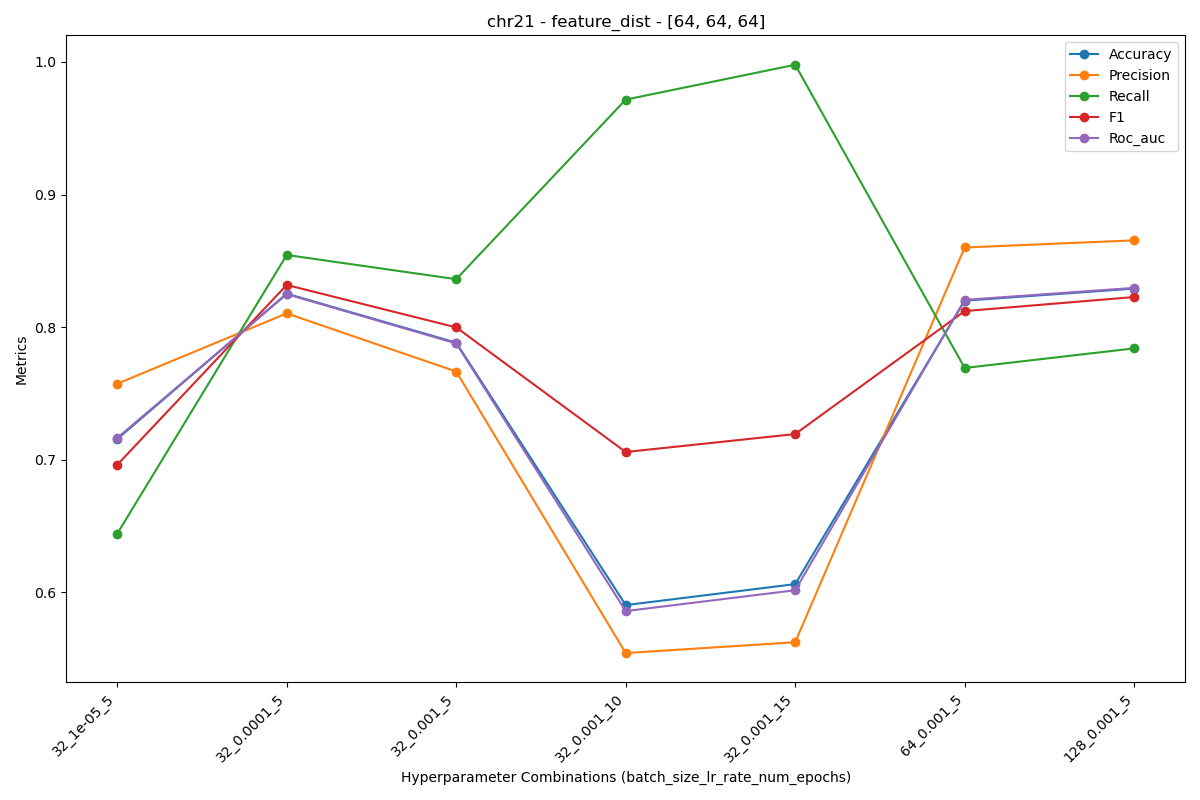 chr21 - feature_dist - [64, 64, 64]
Accuracy
Precision
Recall
F1
Roc_auc
Metrics
1.0
0.9
0.8
0.7
0.6
32_1e-05_5
32_0.0001_5
32_0.001_5
32_0.001_10
32_0.001_15
64_0.001_5
128_0.001_5
Hyperparameter Combinations (batch_size_lr_rate_num_epochs)